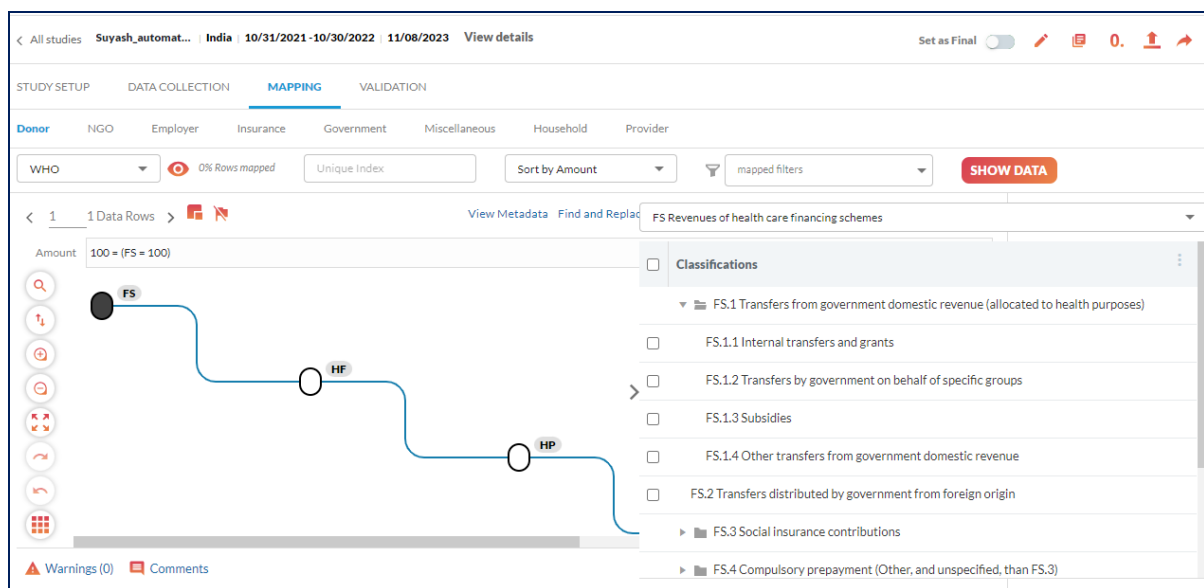 All studies Suyash_automat... | India | 10/31/2021 -10/30/2022 | 11/08/2023 View details Set as Final 0.
STUDY SETUP DATA COLLECTION MAPPING VALIDATION
Donor NGO Employer Insurance Government Miscellaneous Household Provider
WHO 0% Rows mapped Unique Index Sort by Amount mapped filters SHOW DATA
1 1 Data Rows View Metadata Find and Replac FS Revenues of health care financing schemes
Amount 100 = (FS = 100)
Classifications
FS
FS.1 Transfers from government domestic revenue (allocated to health purposes)
FS.1.1 Internal transfers and grants
HF
FS.1.2 Transfers by government on behalf of specific groups
FS.1.3 Subsidies
HP
FS.1.4 Other transfers from government domestic revenue
FS.2 Transfers distributed by government from foreign origin
FS.3 Social insurance contributions
FS.4 Compulsory prepayment (Other, and unspecified, than FS.3)
Warnings (0) Comments